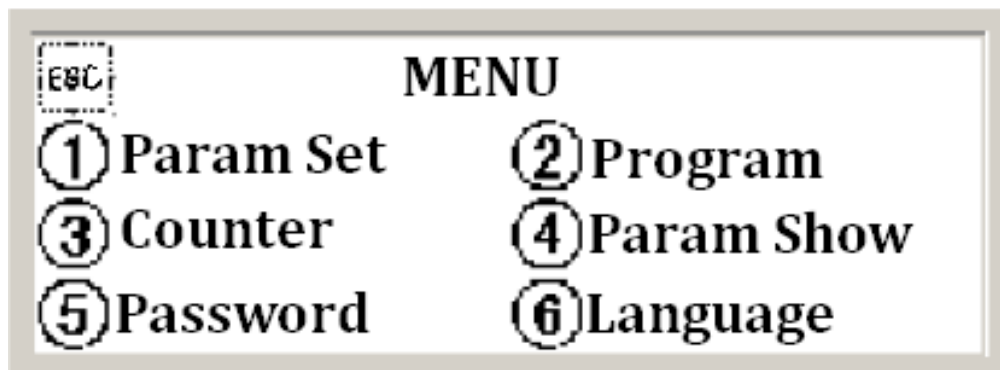 ESC MENU
① Param Set ② Program
③ Counter ④ Param Show
⑤ Password ⑥ Language